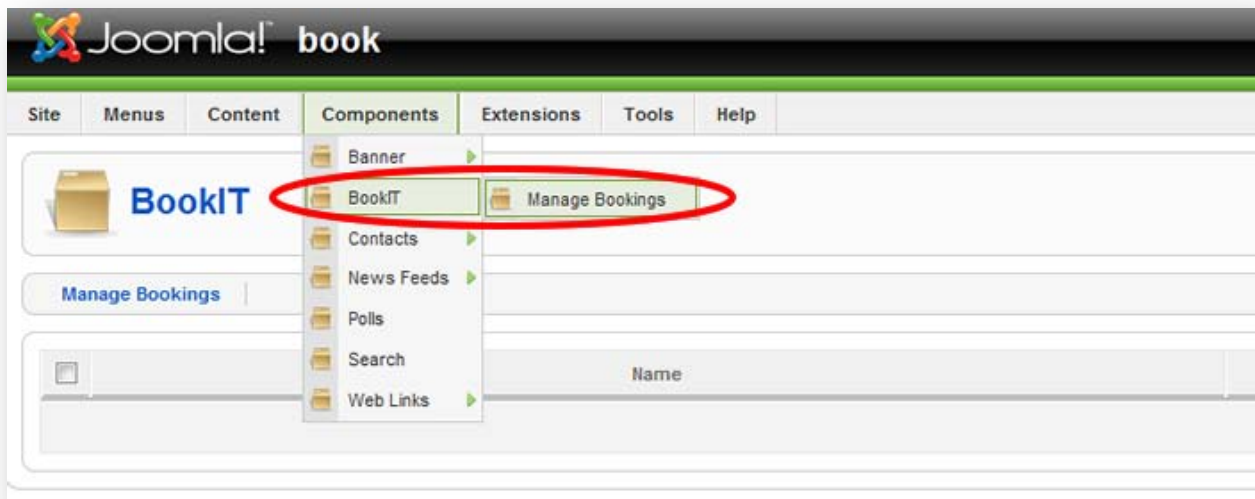 Joomla! book
Site Menus Content Components Extensions Tools Help
Banner
BookIT
BookIT Manage Bookings
Contacts
News Feeds
Manage Bookings
Polls
Search
Name
Web Links